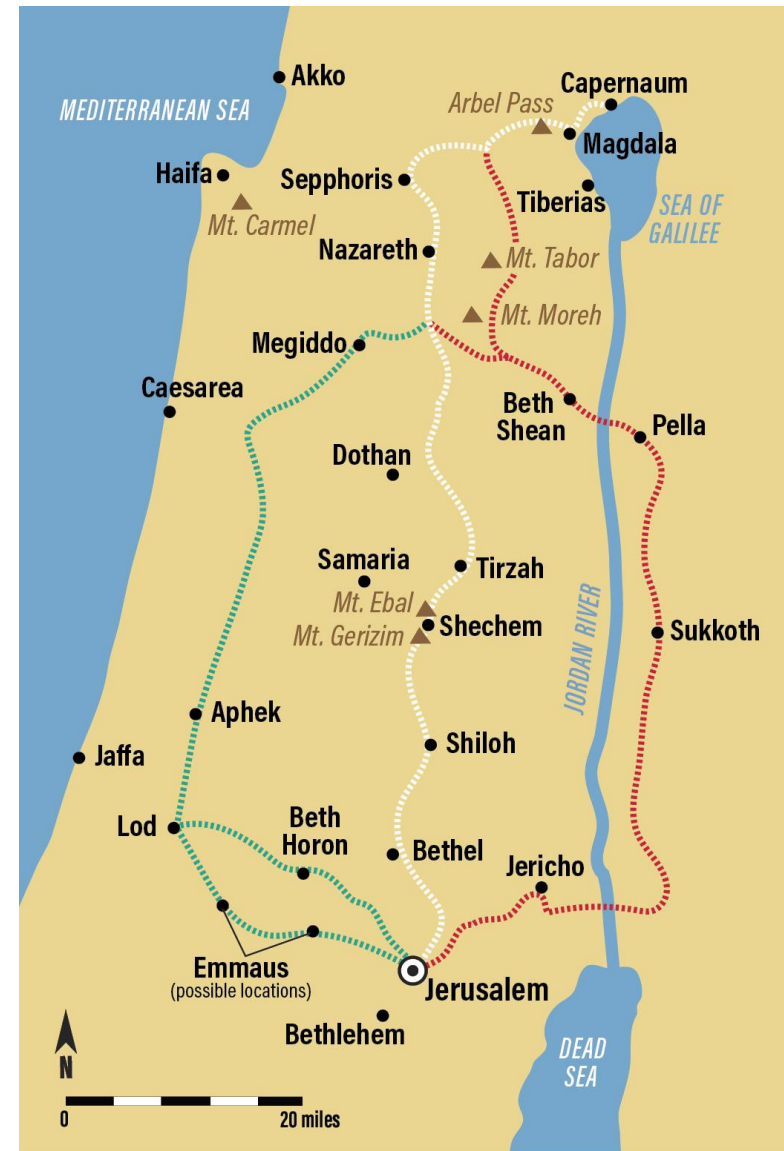 Akko
MEDITERRANEAN SEA
Arbel Pass
Capernaum
Magdala
Haifa
Sepphoris
Tiberias
Mt. Carmel
SEA OF
GALILEE
Nazareth
Mt. Tabor
Mt. Moreh
Megiddo
Caesarea
Beth
Shean
Pella
Dothan
Samaria
Tirzah
Mt. Ebal
Shechem
Mt. Gerizim
JORDAN RIVER
Sukkoth
Aphek
Shiloh
Jaffa
Lod
Beth
Horon
Bethel
Jericho
Emmaus
(possible locations)
Jerusalem
Bethlehem
DEAD
SEA
N
0 20 miles